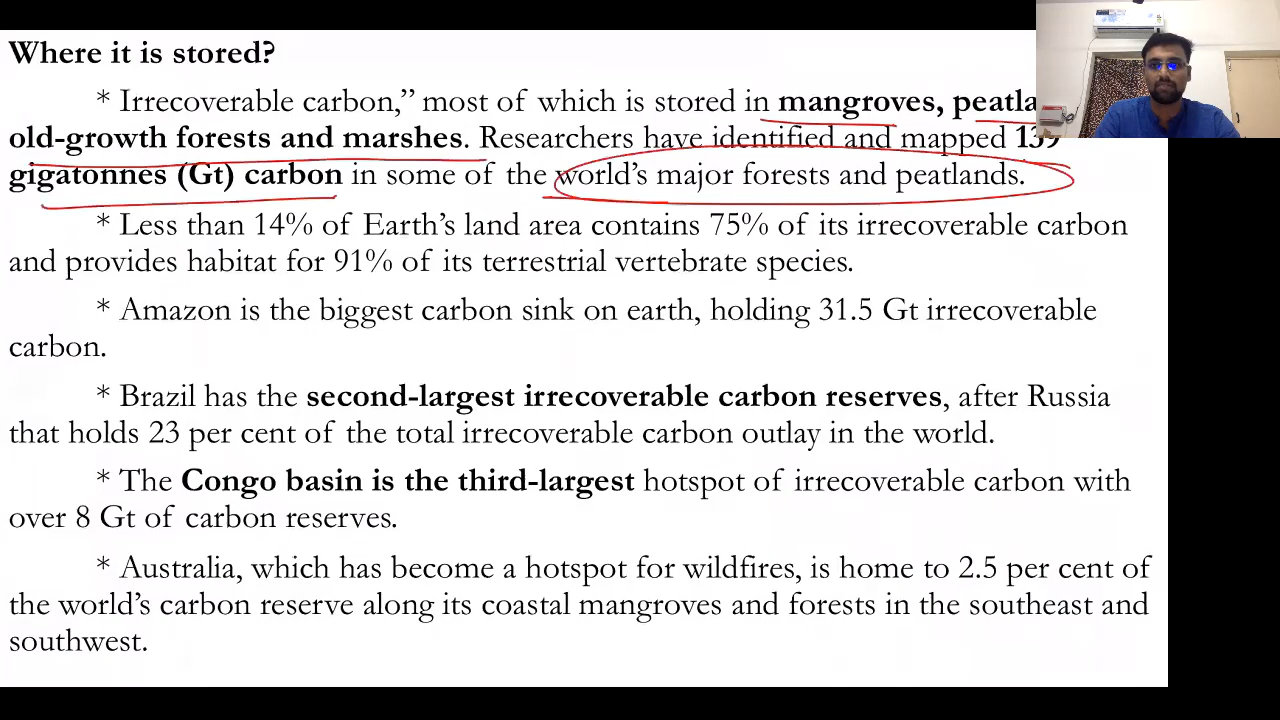 Where it is stored?
* Irrecoverable carbon,” most of which is stored in mangroves,
old-growth forests and marshes. Researchers have identified and mapped 139
gigatonnes (Gt) carbon in some of the world’s major forests and peatlands.
* Less than 14% of Earth’s land area contains 75% of its irrecoverable carbon
and provides habitat for 91% of its terrestrial vertebrate species.
* Amazon is the biggest carbon sink on earth, holding 31.5 Gt irrecoverable
carbon.
* Brazil has the second-largest irrecoverable carbon reserves, after Russia
that holds 23 per cent of the total irrecoverable carbon outlay in the world.
* The Congo basin is the third-largest hotspot of irrecoverable carbon with
over 8 Gt of carbon reserves.
* Australia, which has become a hotspot for wildfires, is home to 2.5 per cent of
the world’s carbon reserve along its coastal mangroves and forests in the southeast and
southwest.